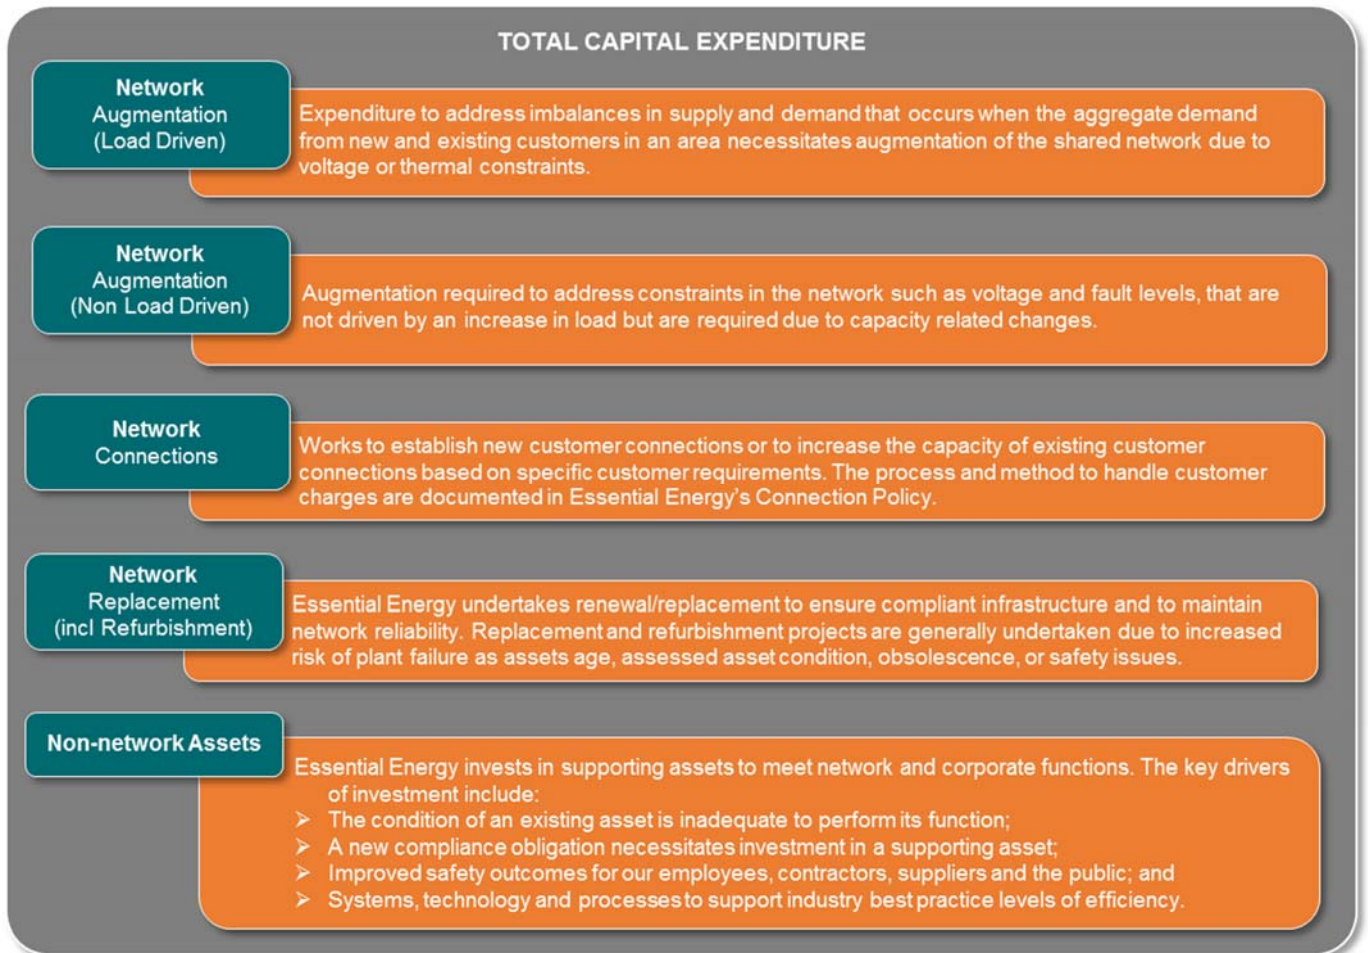 TOTAL CAPITAL EXPENDITURE
Network
Augmentation
(Load Driven)
Expenditure to address imbalances in supply and demand that occurs when the aggregate demand
from new and existing customers in an area necessitates augmentation of the shared network due to
voltage or thermal constraints.
Network
Augmentation
(Non Load Driven)
Augmentation required to address constraints in the network such as voltage and fault levels, that are
not driven by an increase in load but are required due to capacity related changes.
Network
Connections
Works to establish new customer connections or to increase the capacity of existing customer
connections based on specific customer requirements. The process and method to handle customer
charges are documented in Essential Energy's Connection Policy.
Network
Replacement
(incl Refurbishment)
Essential Energy undertakes renewal/replacement to ensure compliant infrastructure and to maintain
network reliability. Replacement and refurbishment projects are generally undertaken due to increased
risk of plant failure as assets age, assessed asset condition, obsolescence, or safety issues.
Non-network Assets
Essential Energy invests in supporting assets to meet network and corporate functions. The key drivers
of investment include:
➢ The condition of an existing asset is inadequate to perform its function;
➢ A new compliance obligation necessitates investment in a supporting asset;
➢ Improved safety outcomes for our employees, contractors, suppliers and the public; and
➢ Systems, technology and processes to support industry best practice levels of efficiency.